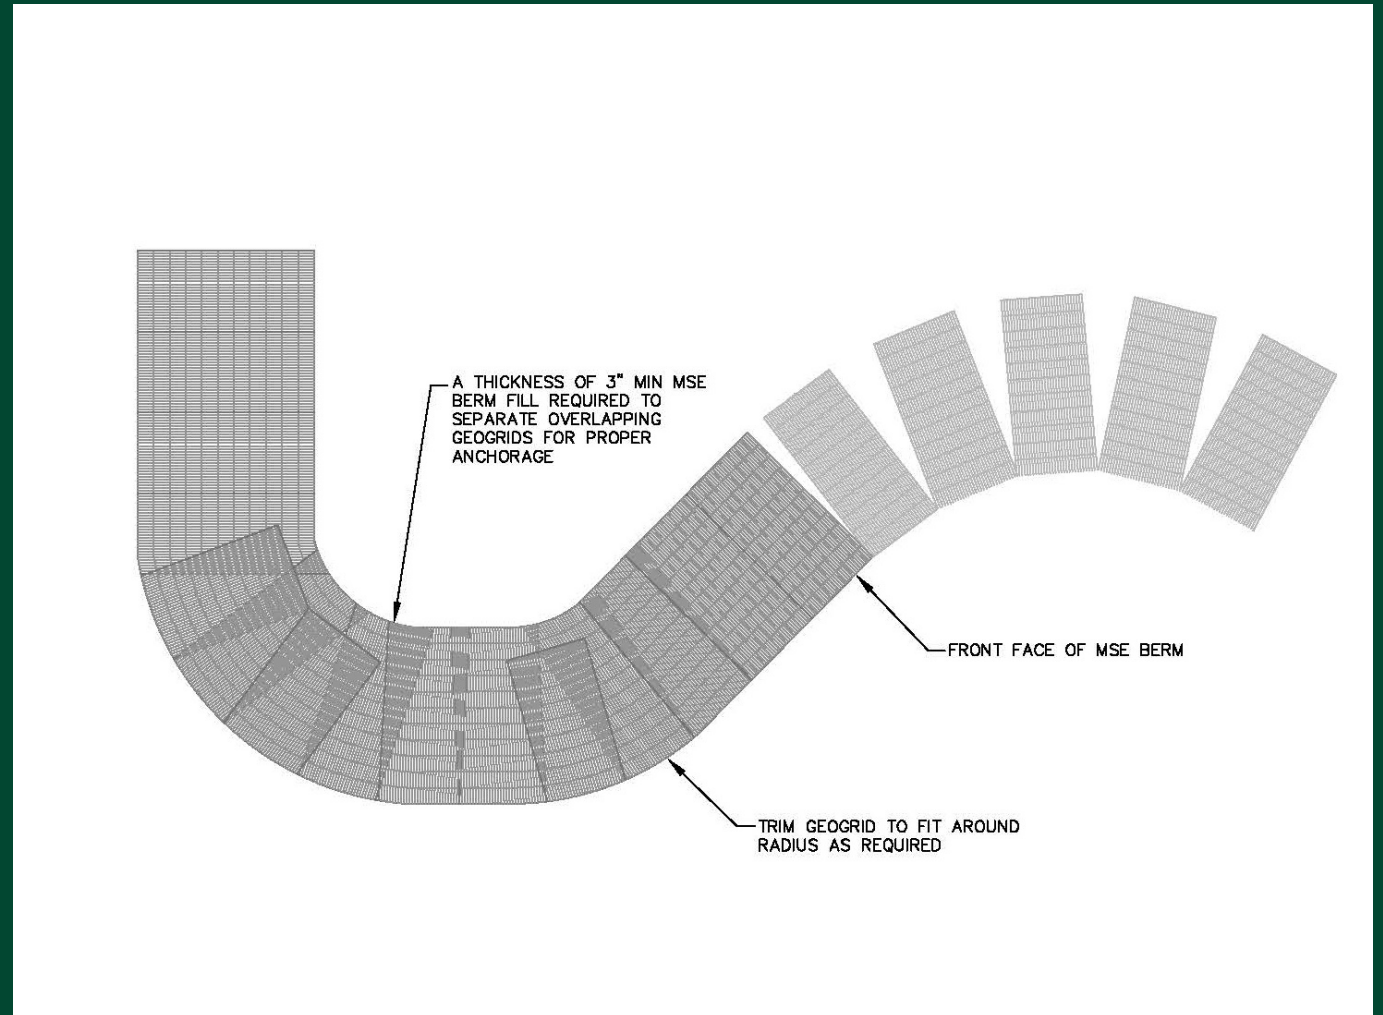 A THICKNESS OF 3" MIN MSE
BERM FILL REQUIRED TO
SEPARATE OVERLAPPING
GEOGRIDS FOR PROPER
ANCHORAGE
FRONT FACE OF MSE BERM
TRIM GEOGRID TO FIT AROUND
RADIUS AS REQUIRED